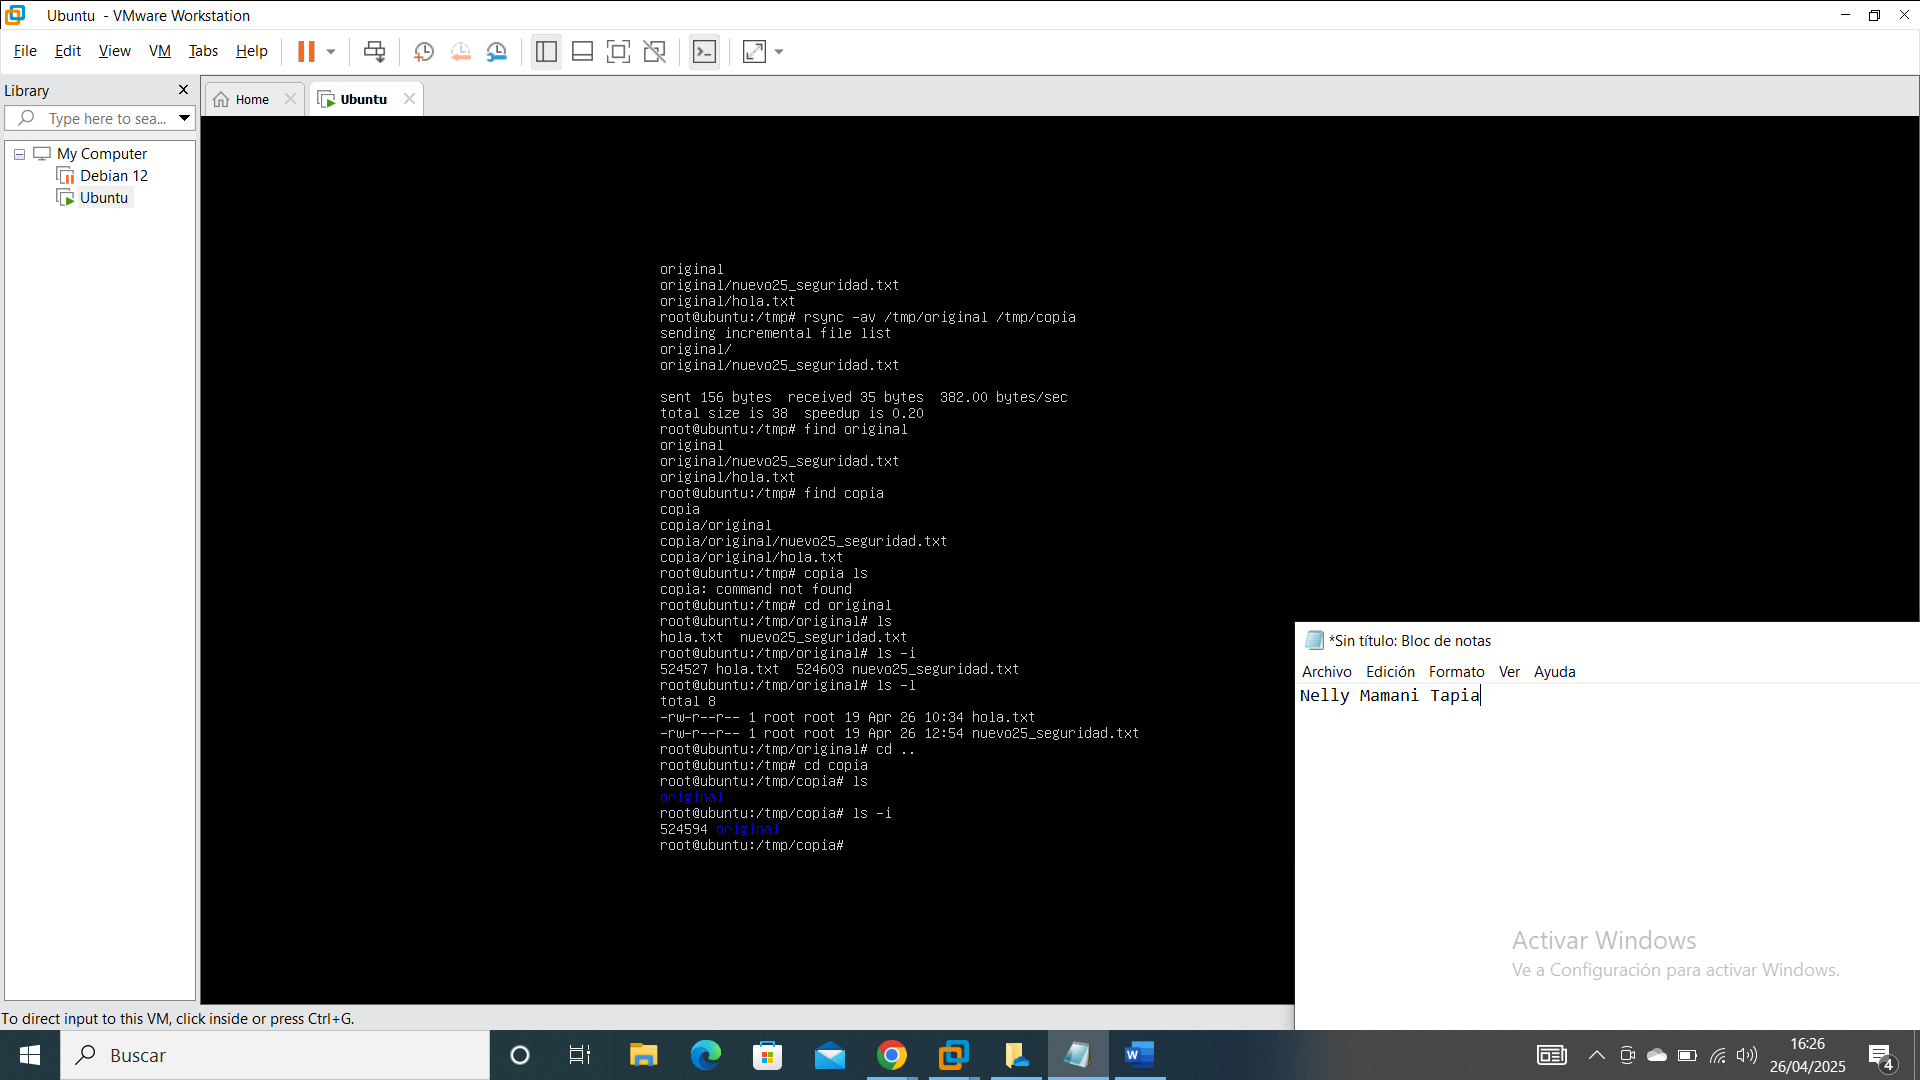 Ubuntu - VMware Workstation
File Edit View VM Tabs Help
Library
Type here to sea...
My Computer
Debian 12
Ubuntu
Home
Ubuntu
original
original/nuevo25_seguridad.txt
original/hola.txt
root@ubuntu:/tmp# rsync -av /tmp/original /tmp/copia
sending incremental file list
original/
original/nuevo25_seguridad.txt
sent 156 bytes  received 35 bytes  382.00 bytes/sec
total size is 38  speedup is 0.20
root@ubuntu:/tmp# find original
original
original/nuevo25_seguridad.txt
original/hola.txt
root@ubuntu:/tmp# find copia
copia
copia/original
copia/original/nuevo25_seguridad.txt
copia/original/hola.txt
root@ubuntu:/tmp# copia ls
copia: command not found
root@ubuntu:/tmp# cd original
root@ubuntu:/tmp/original# ls
hola.txt  nuevo25_seguridad.txt
root@ubuntu:/tmp/original# ls -i
524527 hola.txt  524603 nuevo25_seguridad.txt
root@ubuntu:/tmp/original# ls -l
total 8
-rw-r--r-- 1 root root 19 Apr 26 10:34 hola.txt
-rw-r--r-- 1 root root 19 Apr 26 12:54 nuevo25_seguridad.txt
root@ubuntu:/tmp/original# cd ..
root@ubuntu:/tmp# cd copia
root@ubuntu:/tmp/copia# ls
original
root@ubuntu:/tmp/copia# ls -i
524594 original
root@ubuntu:/tmp/copia#
*Sin título: Bloc de notas
Archivo Edición Formato Ver Ayuda
Nelly Mamani Tapia
Activar Windows
Ve a Configuración para activar Windows.
To direct input to this VM, click inside or press Ctrl+G.
Buscar
16:26
26/04/2025
4